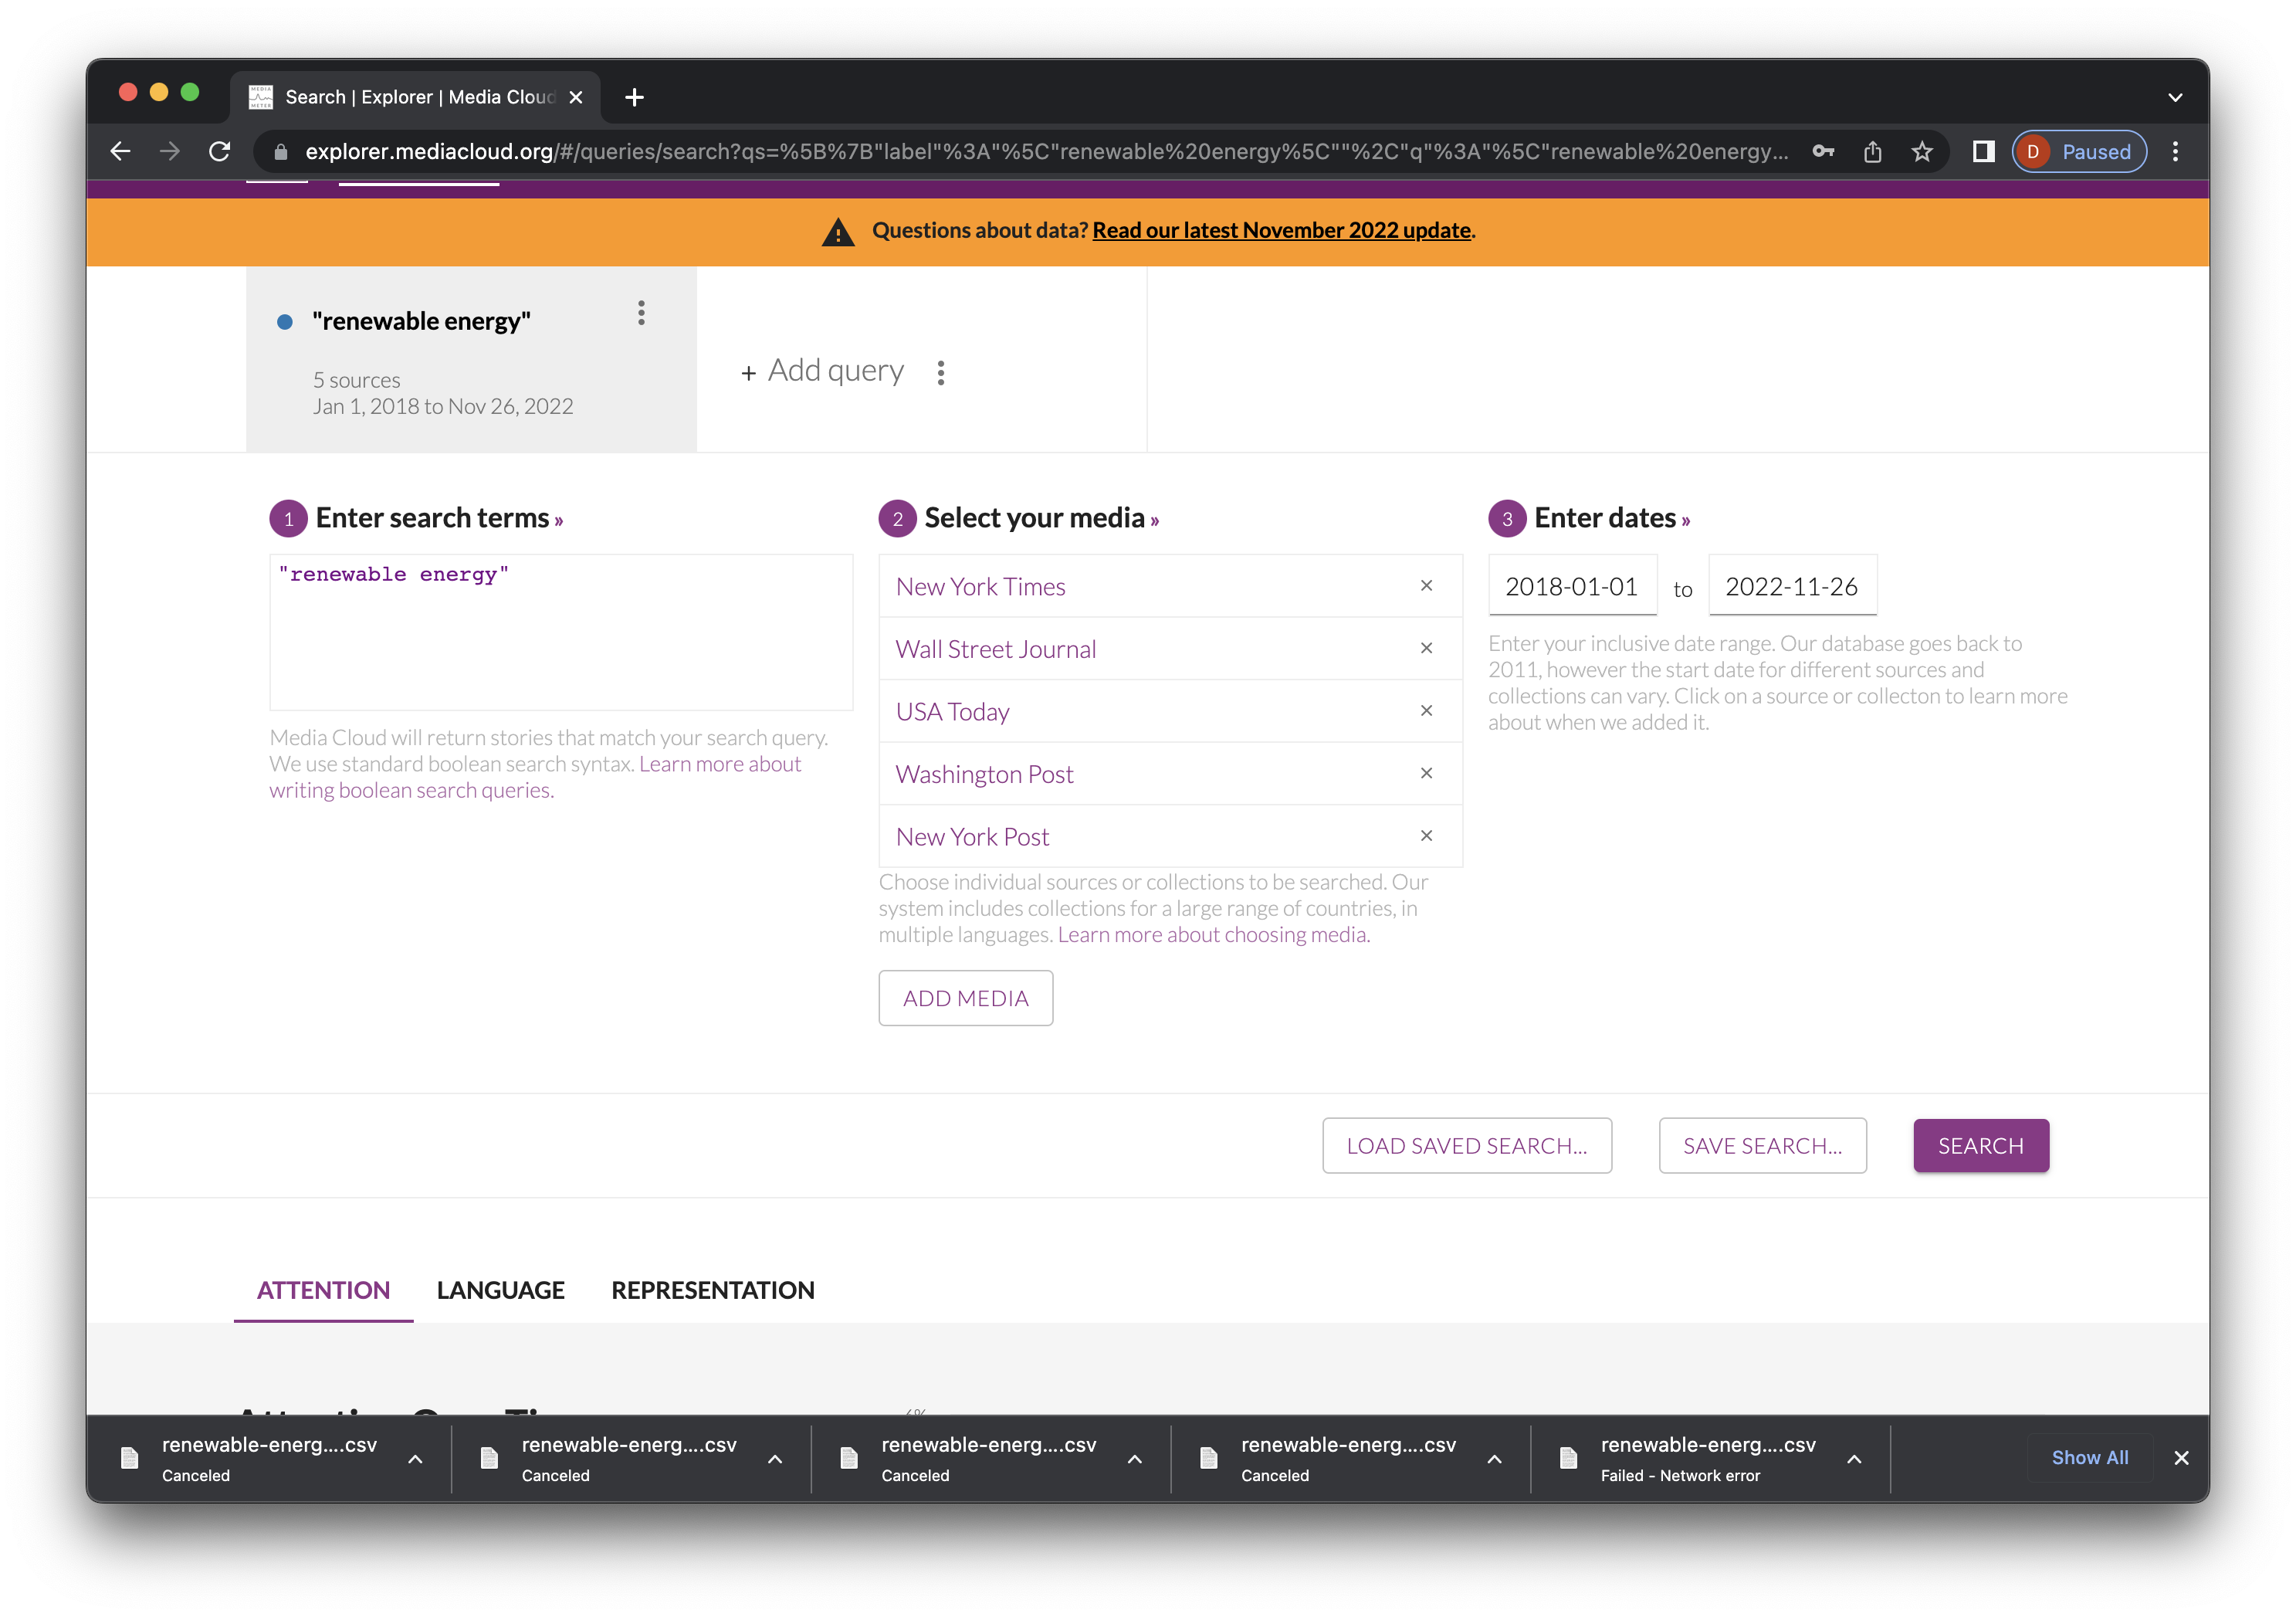 Search | Explorer | Media Cloud
explorer.mediacloud.org/#/queries/search?qs=%5B%7B"label"%3A"%5C"renewable%20energy%5C""%2C"q"%3A"%5C"renewable%20energy...
D Paused
Questions about data? Read our latest November 2022 update.
"renewable energy"
5 sources
Jan 1, 2018 to Nov 26, 2022
+ Add query
1 Enter search terms »
"renewable energy"
Media Cloud will return stories that match your search query.
We use standard boolean search syntax. Learn more about
writing boolean search queries.
2 Select your media »
New York Times
Wall Street Journal
USA Today
Washington Post
New York Post
Choose individual sources or collections to be searched. Our
system includes collections for a large range of countries, in
multiple languages. Learn more about choosing media.
ADD MEDIA
3 Enter dates »
2018-01-01 to 2022-11-26
Enter your inclusive date range. Our database goes back to
2011, however the start date for different sources and
collections can vary. Click on a source or collecton to learn more
about when we added it.
LOAD SAVED SEARCH...
SAVE SEARCH...
SEARCH
ATTENTION
LANGUAGE
REPRESENTATION
renewable-energ....csv
Canceled
renewable-energ....csv
Canceled
renewable-energ....csv
Canceled
renewable-energ....csv
Canceled
renewable-energ....csv
Failed - Network error
Show All